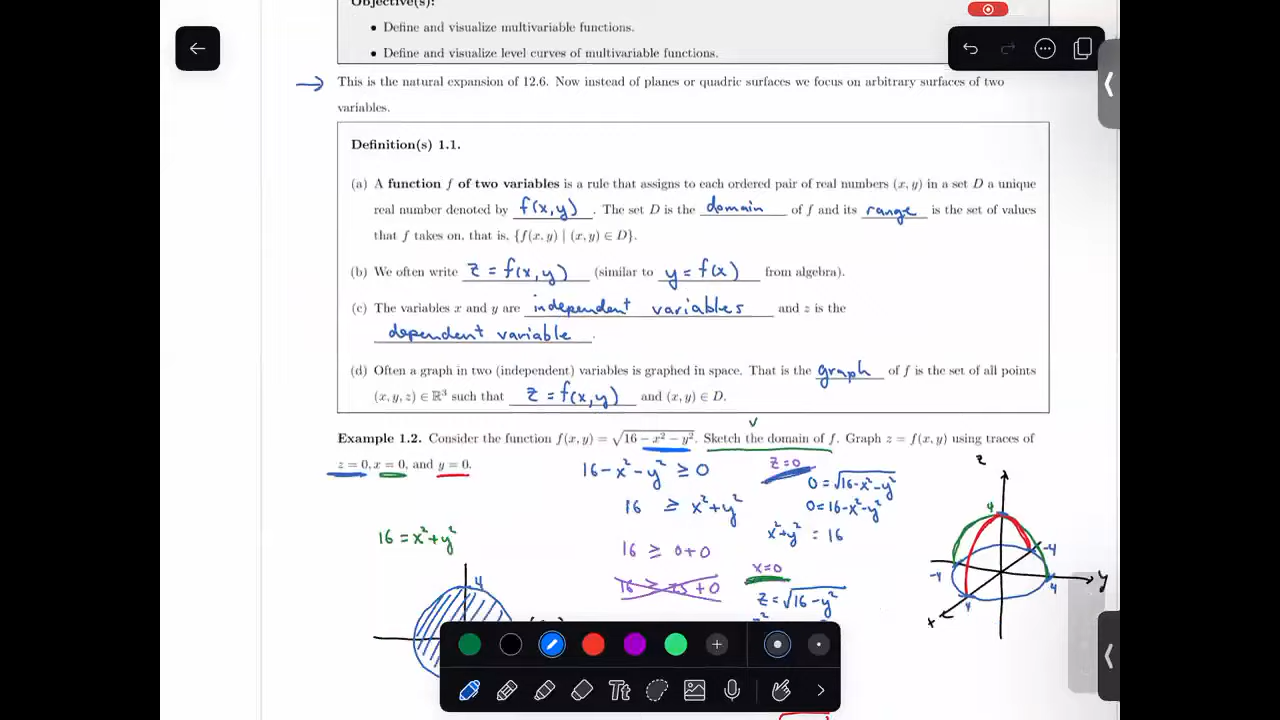 Objective(s):
• Define and visualize multivariable functions.
• Define and visualize level curves of multivariable functions.
→ This is the natural expansion of 12.6. Now instead of planes or quadric surfaces we focus on arbitrary surfaces of two
variables.
Definition(s) 1.1.
(a) A function f of two variables is a rule that assigns to each ordered pair of real numbers (x, y) in a set D a unique
real number denoted by f(x,y). The set D is the domain of f and its range is the set of values
that f takes on, that is, {f(x, y) | (x, y) ∈ D}.
(b) We often write z = f(x,y) (similar to y = f(x) from algebra).
(c) The variables x and y are independent variables and z is the
dependent variable.
(d) Often a graph in two (independent) variables is graphed in space. That is the graph of f is the set of all points
(x, y, z) ∈ ℝ³ such that z = f(x,y) and (x, y) ∈ D.
Example 1.2. Consider the function f(x, y) = √(16 − x² − y²). Sketch the domain of f. Graph z = f(x, y) using traces of
z = 0, x = 0, and y = 0.
16 − x² − y² ≥ 0
16 ≥ x² + y²
16 = x² + y²
16 ≥ 0 + 0
4
z=0
0 = √(16-x²-y²)
0 = 16-x²-y²
x² + y² = 16
x=0
z = √(16-y²)
z
4
-4
-4
4
y
4
x
Tt